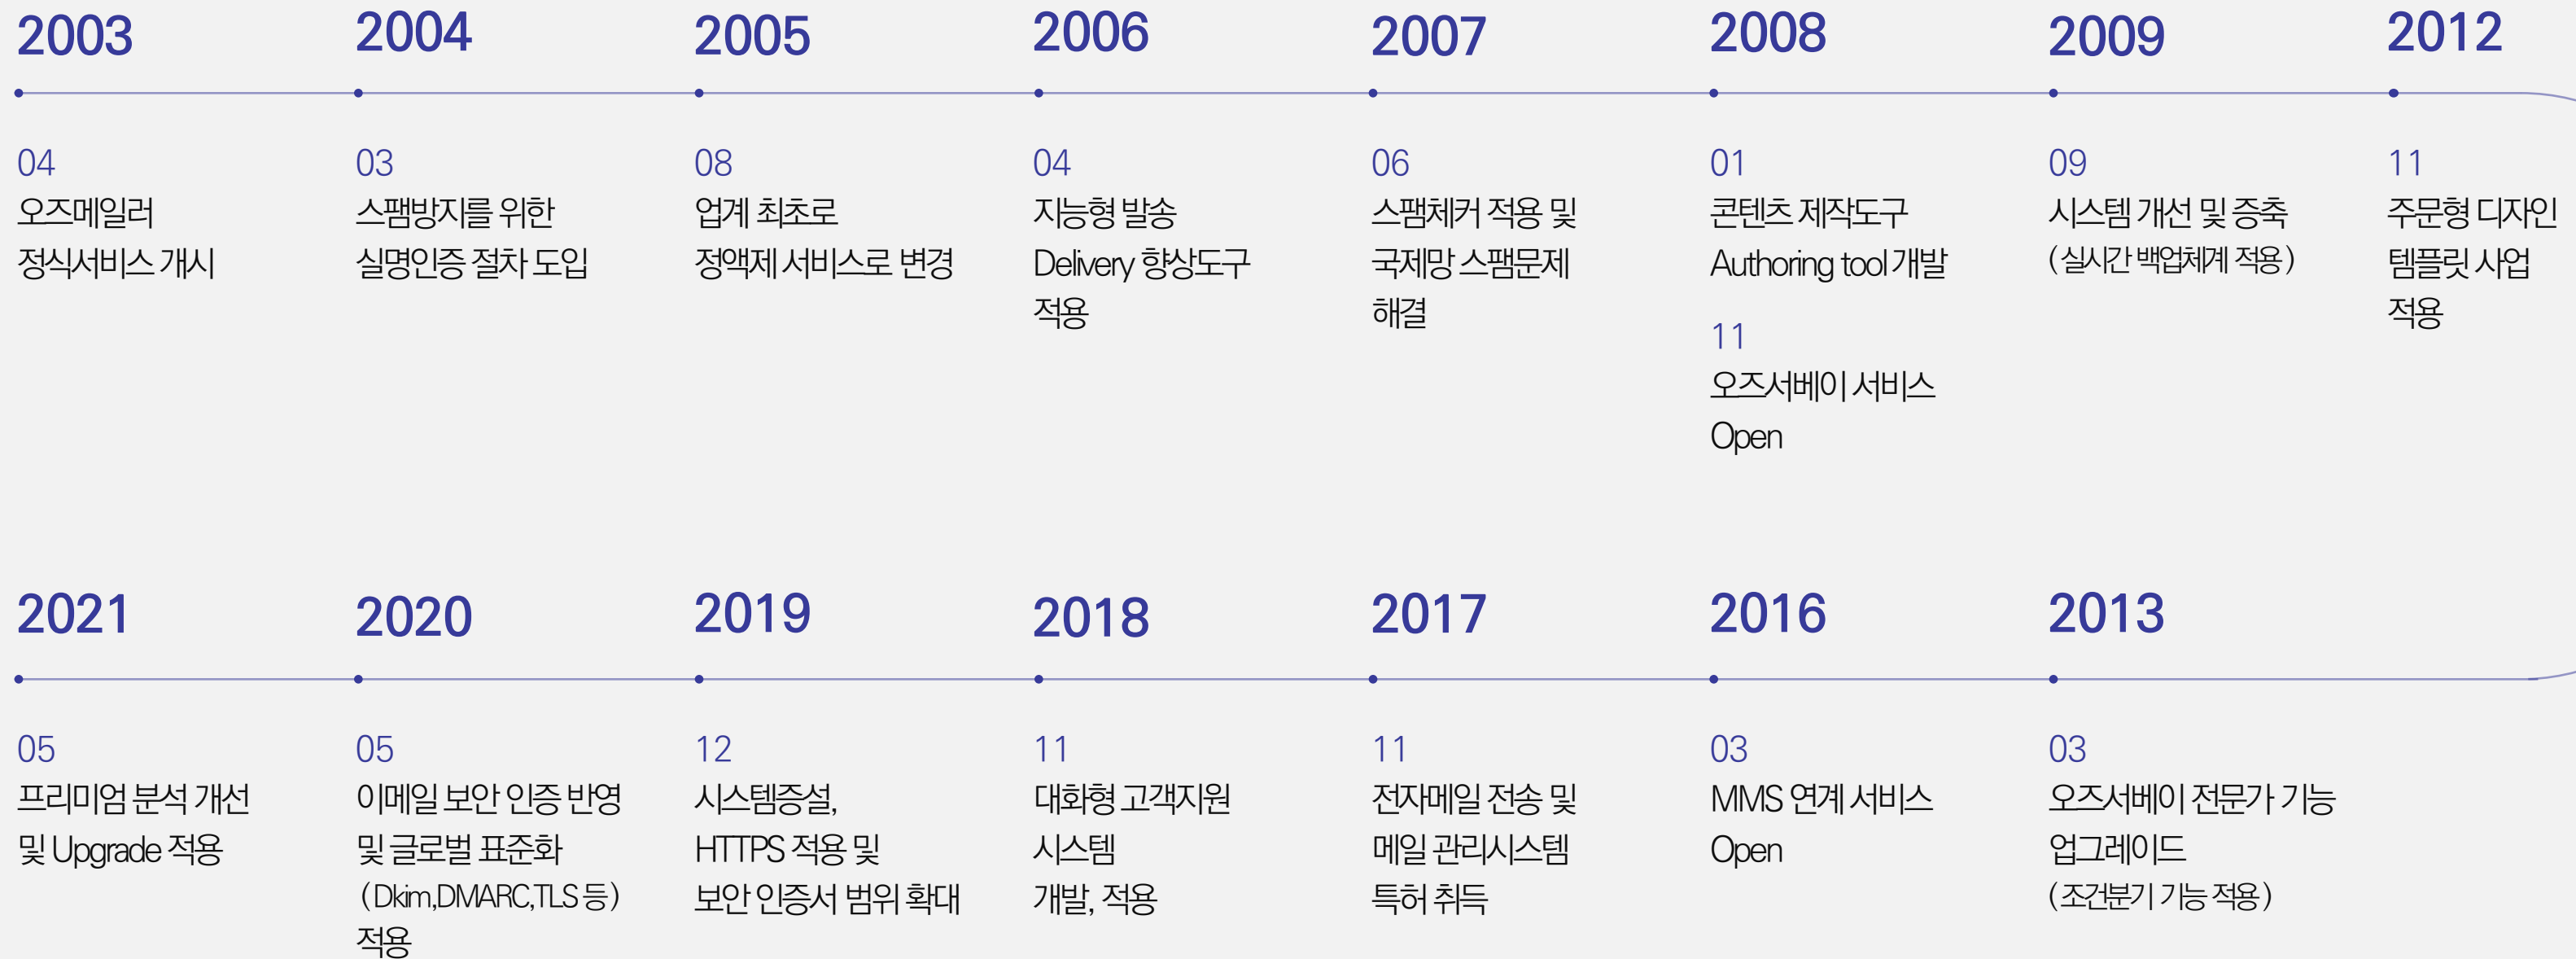 2003
04
오즈메일러
정식서비스 개시
2004
03
스팸방지를 위한
실명인증 절차 도입
2005
08
업계 최초로
정액제 서비스로 변경
2006
04
지능형 발송
Delivery 향상도구
적용
2007
06
스팸체커 적용 및
국제망 스팸문제
해결
2008
01
콘텐츠 제작도구
Authoring tool 개발
11
오즈서베이 서비스
Open
2009
09
시스템 개선 및 증축
(실시간 백업체계 적용)
2012
11
주문형 디자인
템플릿 사업
적용
2021
05
프리미엄 분석 개선
및 Upgrade 적용
2020
05
이메일 보안 인증 반영
및 글로벌 표준화
(Dkim,DMARC,TLS 등)
적용
2019
12
시스템증설,
HTTPS 적용 및
보안 인증서 범위 확대
2018
11
대화형 고객지원
시스템
개발, 적용
2017
11
전자메일 전송 및
메일 관리시스템
특허 취득
2016
03
MMS 연계 서비스
Open
2013
03
오즈서베이 전문가 기능
업그레이드
(조건분기 기능 적용)